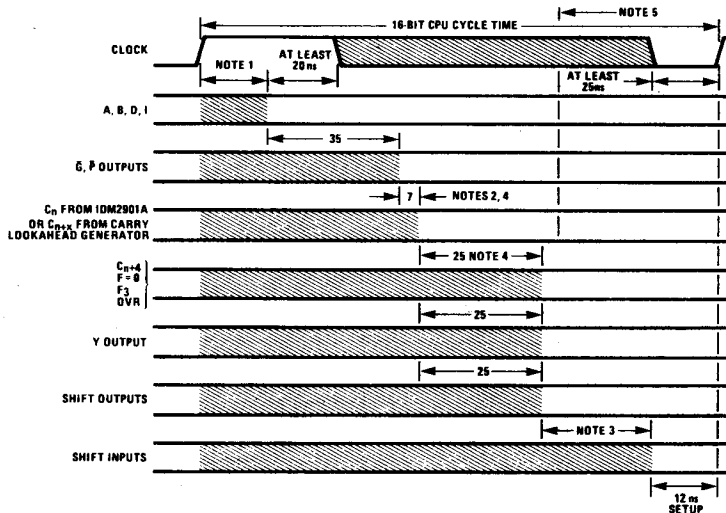 16-BIT CPU CYCLE TIME
NOTE 5
CLOCK
NOTE 1
AT LEAST
20 ns
AT LEAST
25ns
A, B, D, I
35
Ḡ, P̄ OUTPUTS
7
NOTES 2, 4
Cn FROM IDM2901A
OR Cn+x FROM CARRY
LOOKAHEAD GENERATOR
25 NOTE 4
Cn+4
F = 0
F3
OVR
25
Y OUTPUT
25
SHIFT OUTPUTS
NOTE 3
SHIFT INPUTS
12 ns
SETUP